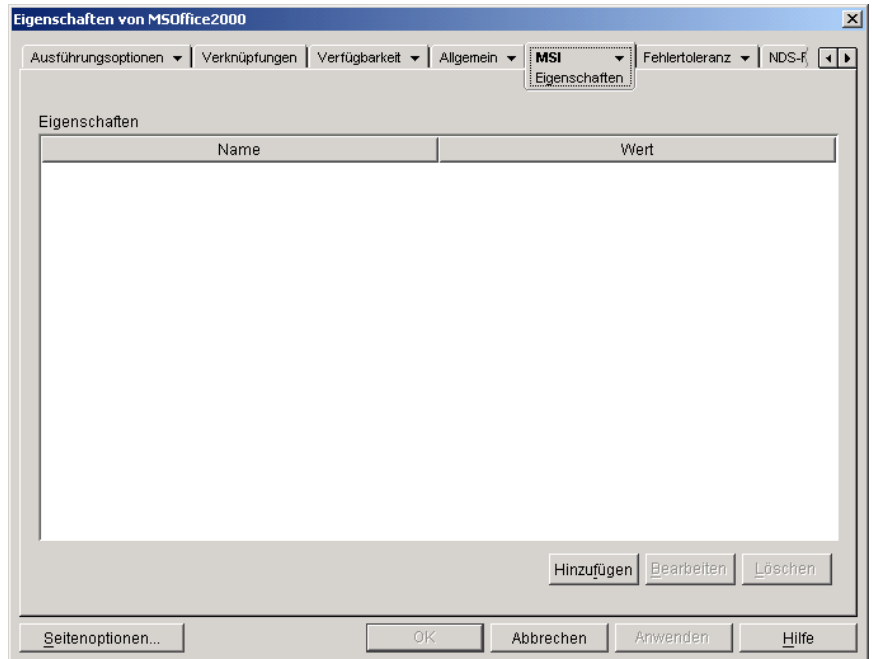 Eigenschaften von MSOffice2000
Ausführungsoptionen Verknüpfungen Verfügbarkeit Allgemein MSI Fehlertoleranz
Eigenschaften
Eigenschaften
Name Wert
Hinzufügen Bearbeiten Löschen
Seitenoptionen... OK Abbrechen Anwenden Hilfe